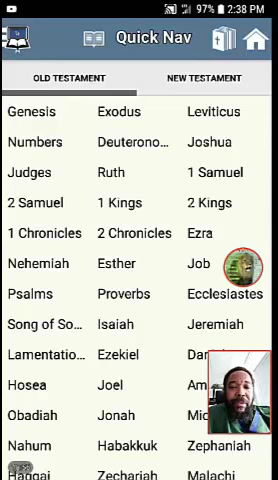 97% 2:38 PM
Quick Nav
OLD TESTAMENT NEW TESTAMENT
Genesis Exodus Leviticus
Numbers Deuterono... Joshua
Judges Ruth 1 Samuel
2 Samuel 1 Kings 2 Kings
1 Chronicles 2 Chronicles Ezra
Nehemiah Esther Job
Psalms Proverbs Ecclesiastes
Song of So... Isaiah Jeremiah
Lamentatio... Ezekiel
Hosea Joel
Obadiah Jonah
Nahum Habakkuk Zephaniah
Haggai Zechariah Malachi